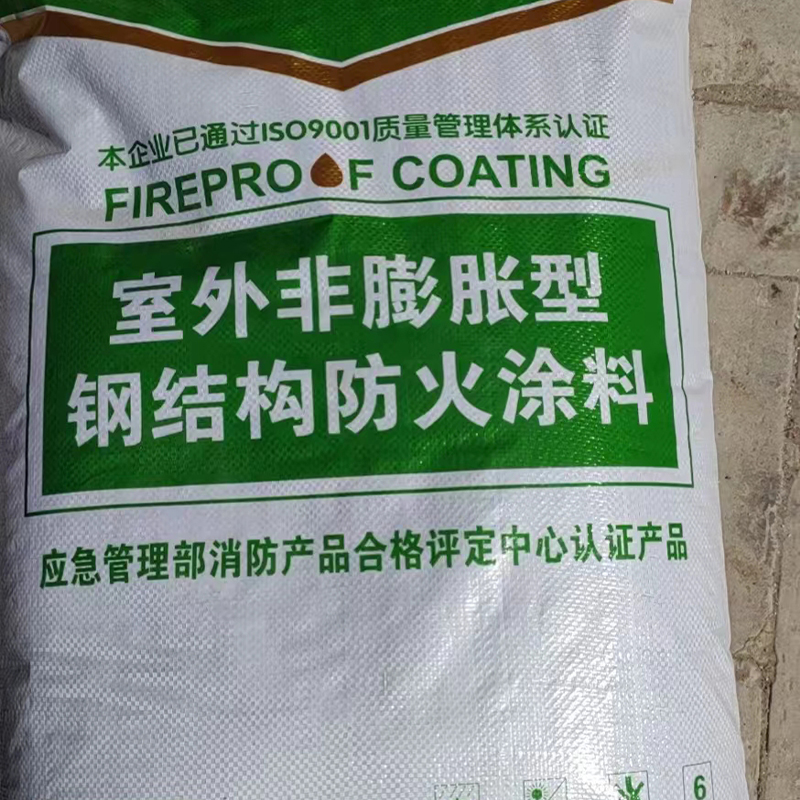 本企业已通过ISO9001质量管理体系认证
FIREPROOF COATING
室外非膨胀型
钢结构防火涂料
应急管理部消防产品合格评定中心认证产品
6